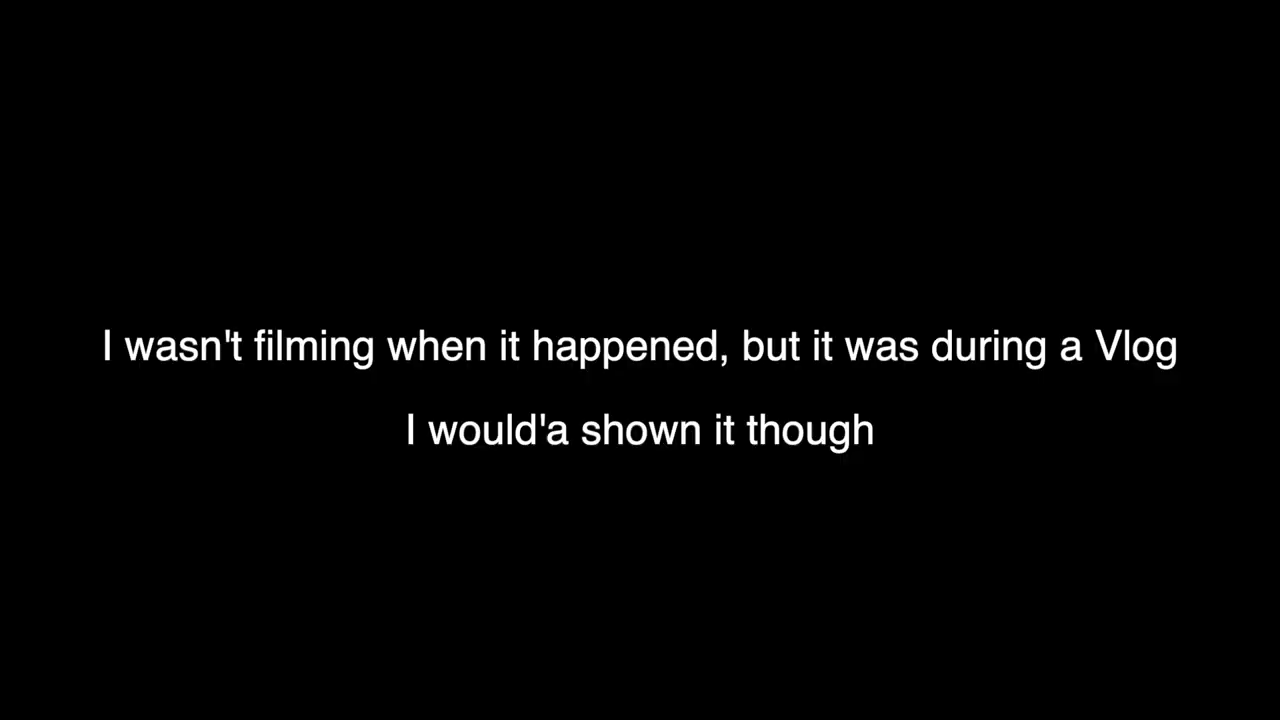 I wasn't filming when it happened, but it was during a Vlog
I would'a shown it though